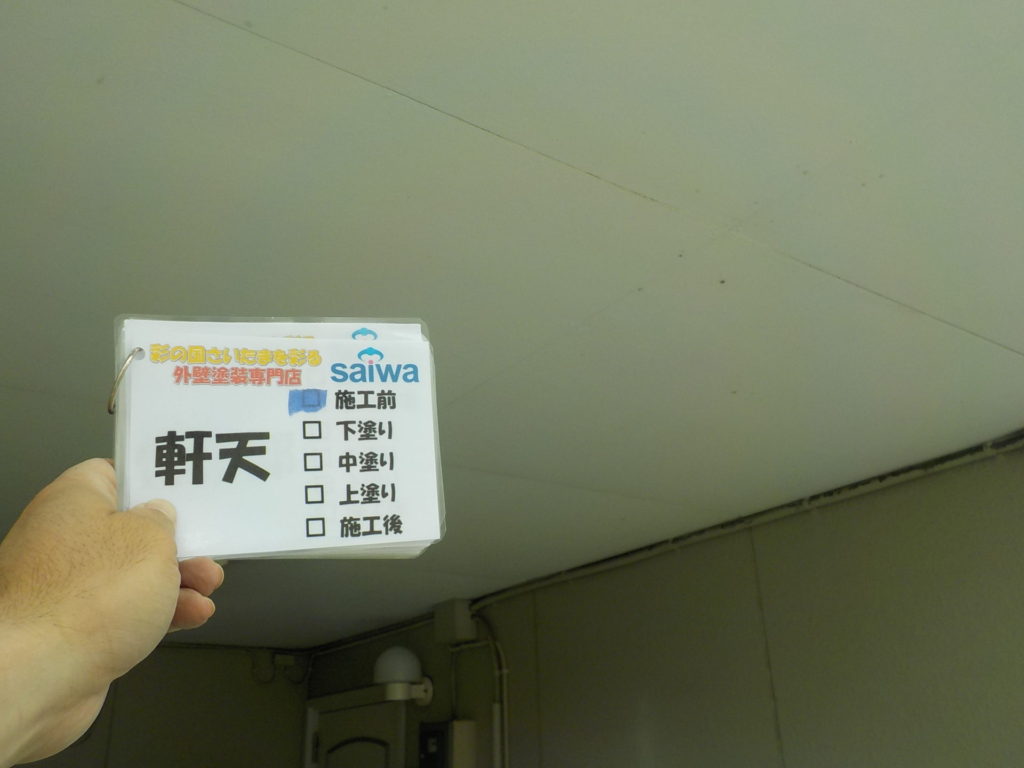 彩の国さいたまを彩る
外壁塗装専門店
saiwa
軒天
□ 施工前
□ 下塗り
□ 中塗り
□ 上塗り
□ 施工後